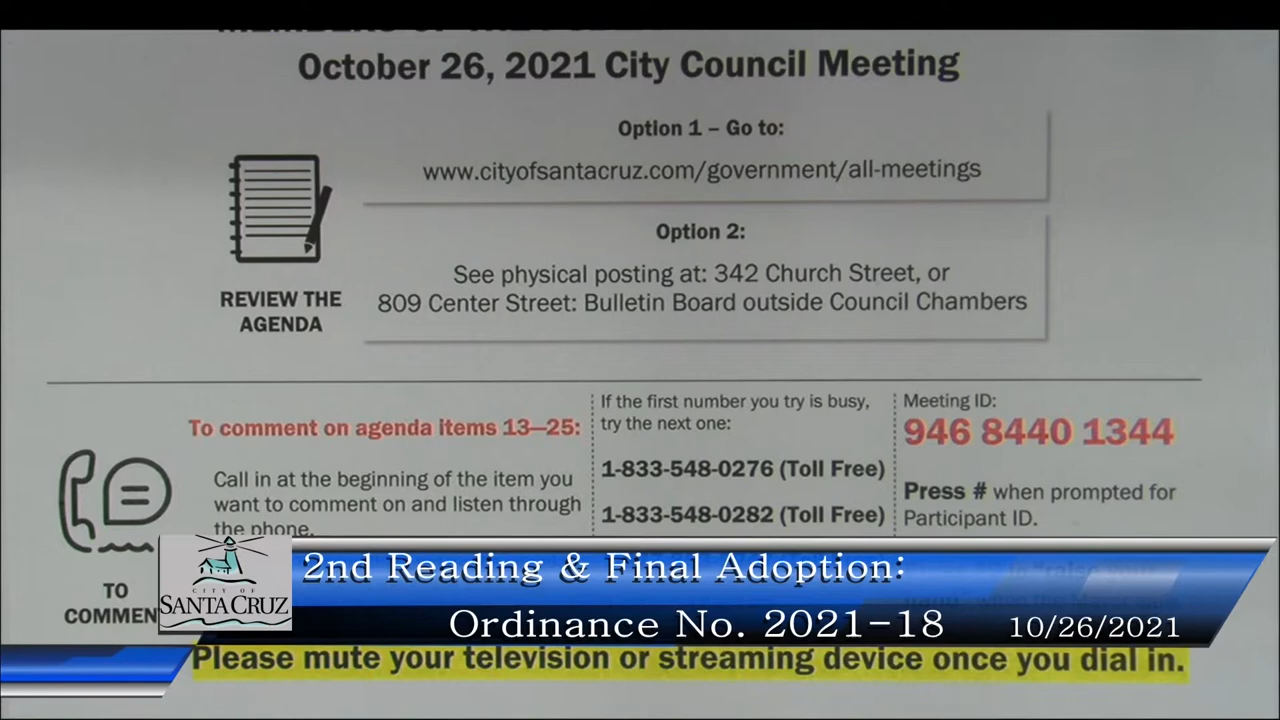 October 26, 2021 City Council Meeting
Option 1 – Go to:
www.cityofsantacruz.com/government/all-meetings
Option 2:
See physical posting at: 342 Church Street, or
809 Center Street: Bulletin Board outside Council Chambers
REVIEW THE
AGENDA
To comment on agenda items 13—25:
Call in at the beginning of the item you
want to comment on and listen through
the phone.
If the first number you try is busy,
try the next one:
1-833-548-0276 (Toll Free)
1-833-548-0282 (Toll Free)
Meeting ID:
946 8440 1344
Press # when prompted for
Participant ID.
TO
COMMEN
CITY OF
SANTA CRUZ
2nd Reading & Final Adoption:
Ordinance No. 2021-18
10/26/2021
Please mute your television or streaming device once you dial in.